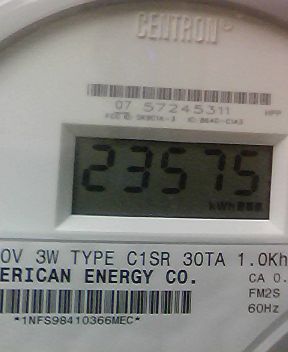 CENTRON®
07 57245311
HPP
23575
kWh
0V 3W TYPE C1SR 30TA 1.0Kh
ERICAN ENERGY CO.
CA 0.
FM2S
60Hz
*1NFS98410366MEC*